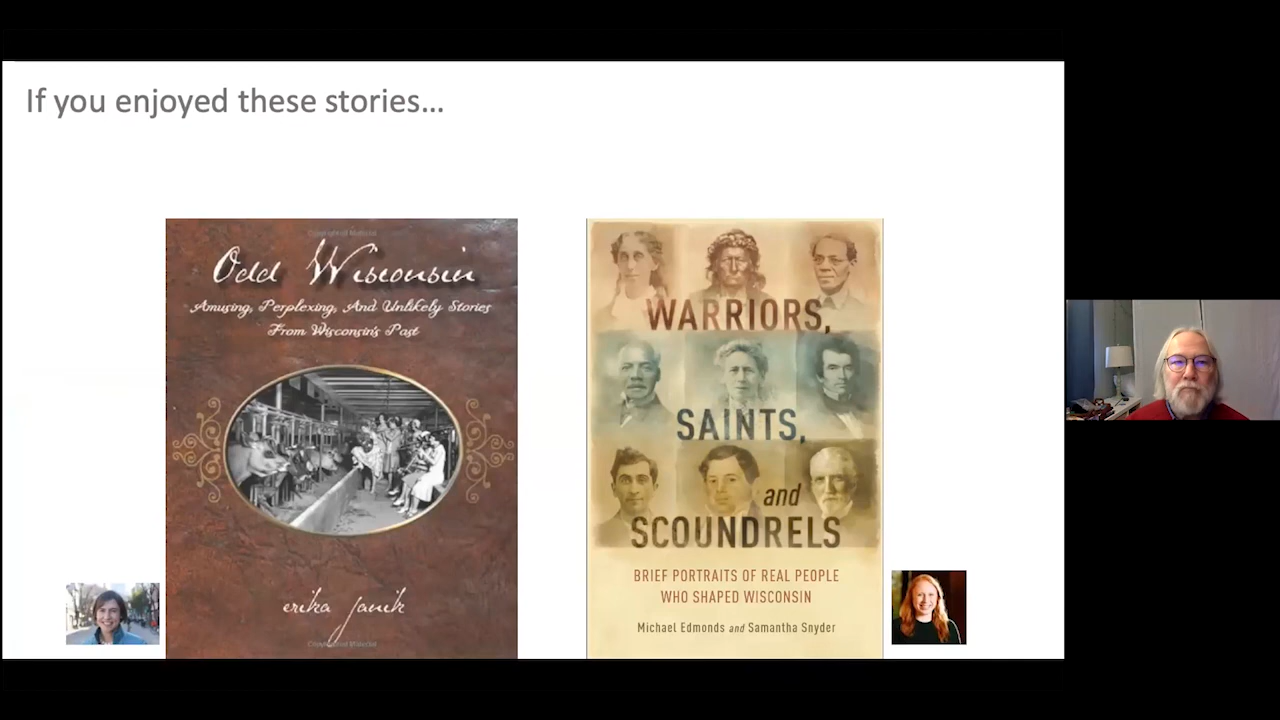 If you enjoyed these stories…
Odd Wisconsin
Amusing, Perplexing, And Unlikely Stories
From Wisconsin's Past
erika janik
WARRIORS,
SAINTS,
and
SCOUNDRELS
BRIEF PORTRAITS OF REAL PEOPLE
WHO SHAPED WISCONSIN
Michael Edmonds and Samantha Snyder